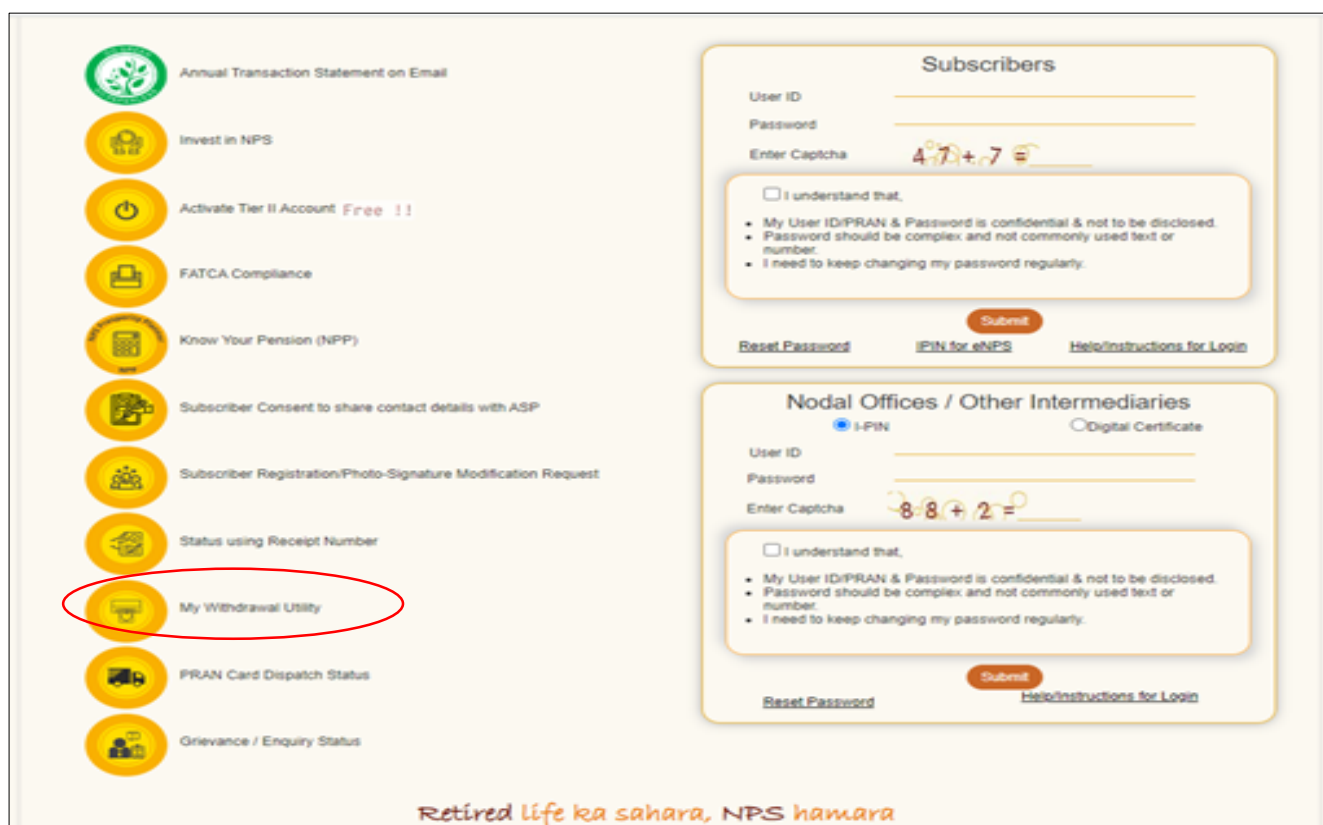 Annual Transaction Statement on Email
Invest in NPS
Activate Tier II Account Free !!
FATCA Compliance
Know Your Pension (NPP)
Subscriber Consent to share contact details with ASP
Subscriber Registration/Photo-Signature Modification Request
Status using Receipt Number
My Withdrawal Utility
PRAN Card Dispatch Status
Grievance / Enquiry Status
Subscribers
User ID
Password
Enter Captcha 47 + 7 =
I understand that,
• My User ID/PRAN & Password is confidential & not to be disclosed.
• Password should be complex and not commonly used text or
number.
• I need to keep changing my password regularly.
Submit
Reset Password IPIN for eNPS Help/Instructions for Login
Nodal Offices / Other Intermediaries
I-PIN Digital Certificate
User ID
Password
Enter Captcha 88 + 2 =
I understand that,
• My User ID/PRAN & Password is confidential & not to be disclosed.
• Password should be complex and not commonly used text or
number.
• I need to keep changing my password regularly.
Submit
Reset Password Help/Instructions for Login
Retired life ka sahara, NPS hamara